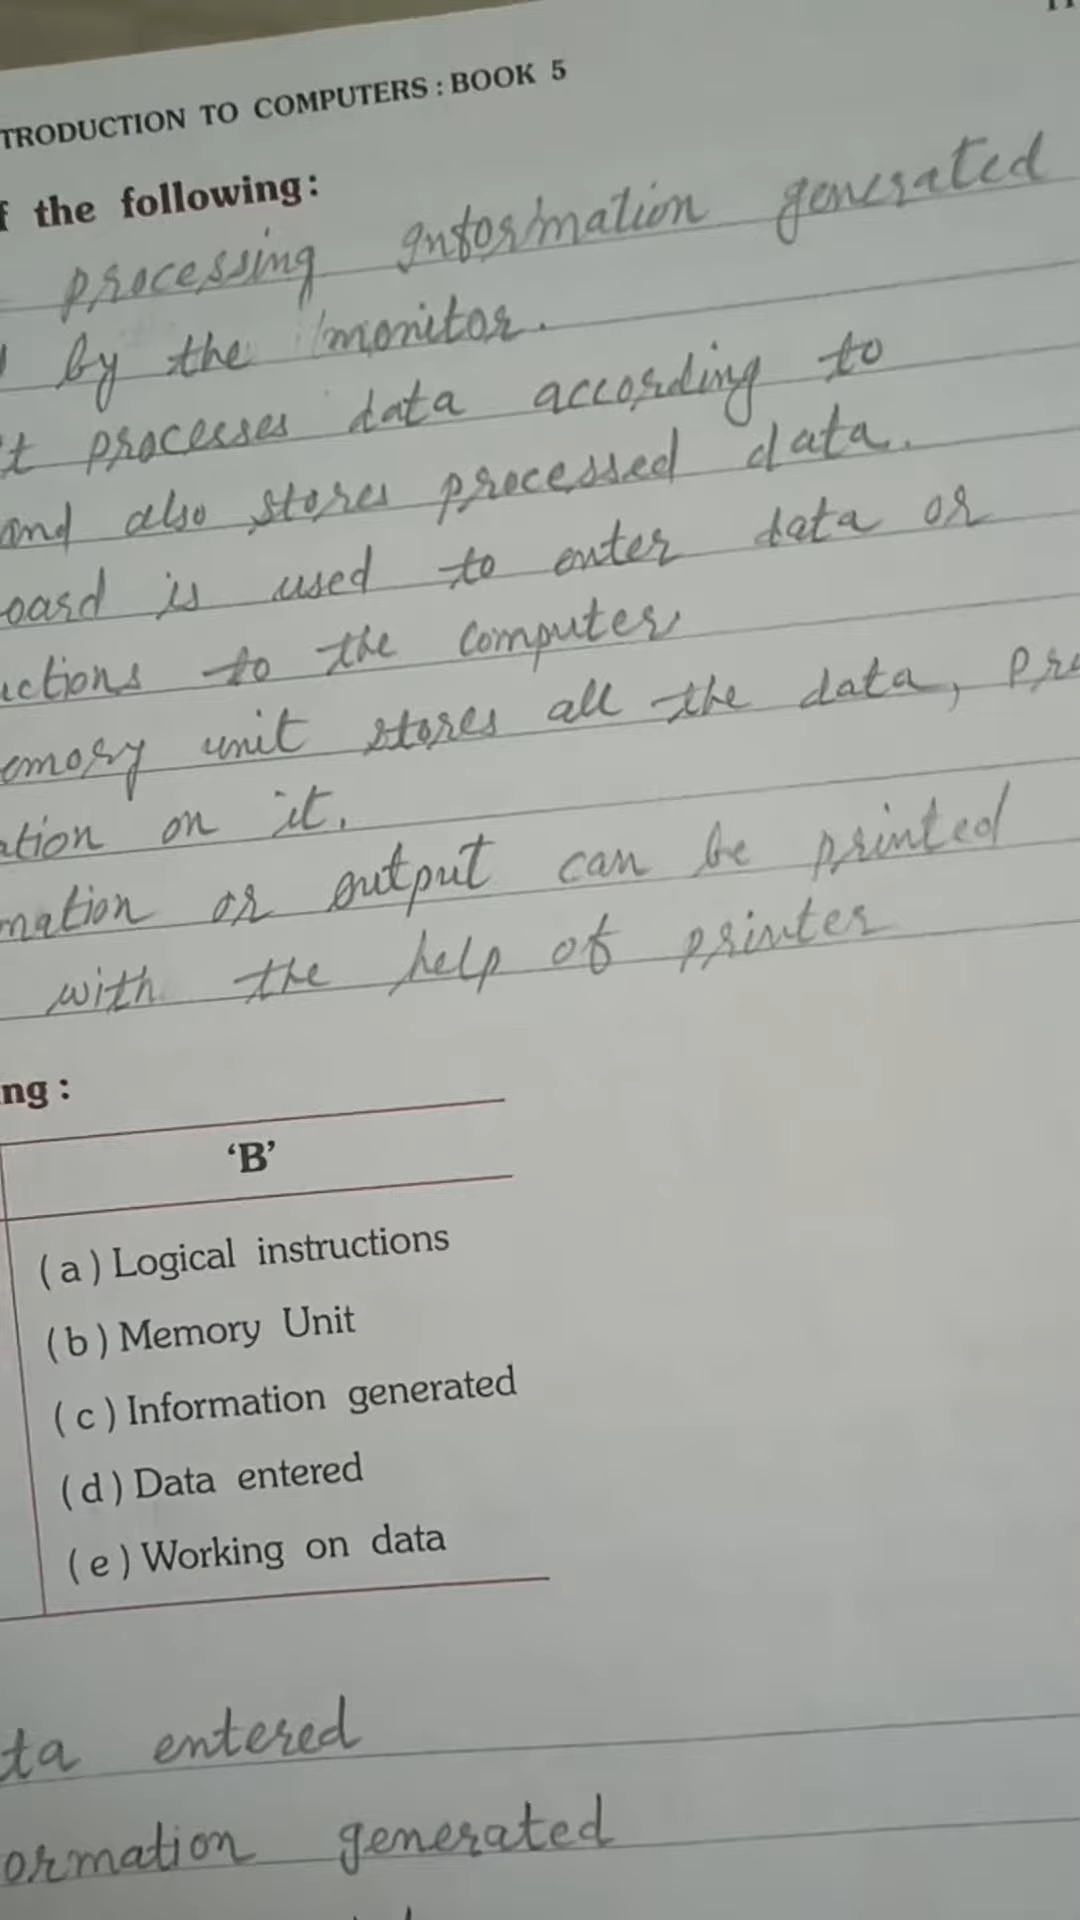 TRODUCTION TO COMPUTERS : BOOK 5
f the following :
processing Information generated
by the monitor.
t processes data according to
and also stores processed data.
oard is used to enter data or
uctions to the computer
emory unit stores all the data, pro
ation on it.
mation or output can be printed
with the help of printer
ng :
‘B’
(a) Logical instructions
(b) Memory Unit
(c) Information generated
(d) Data entered
(e) Working on data
ta entered
ormation generated